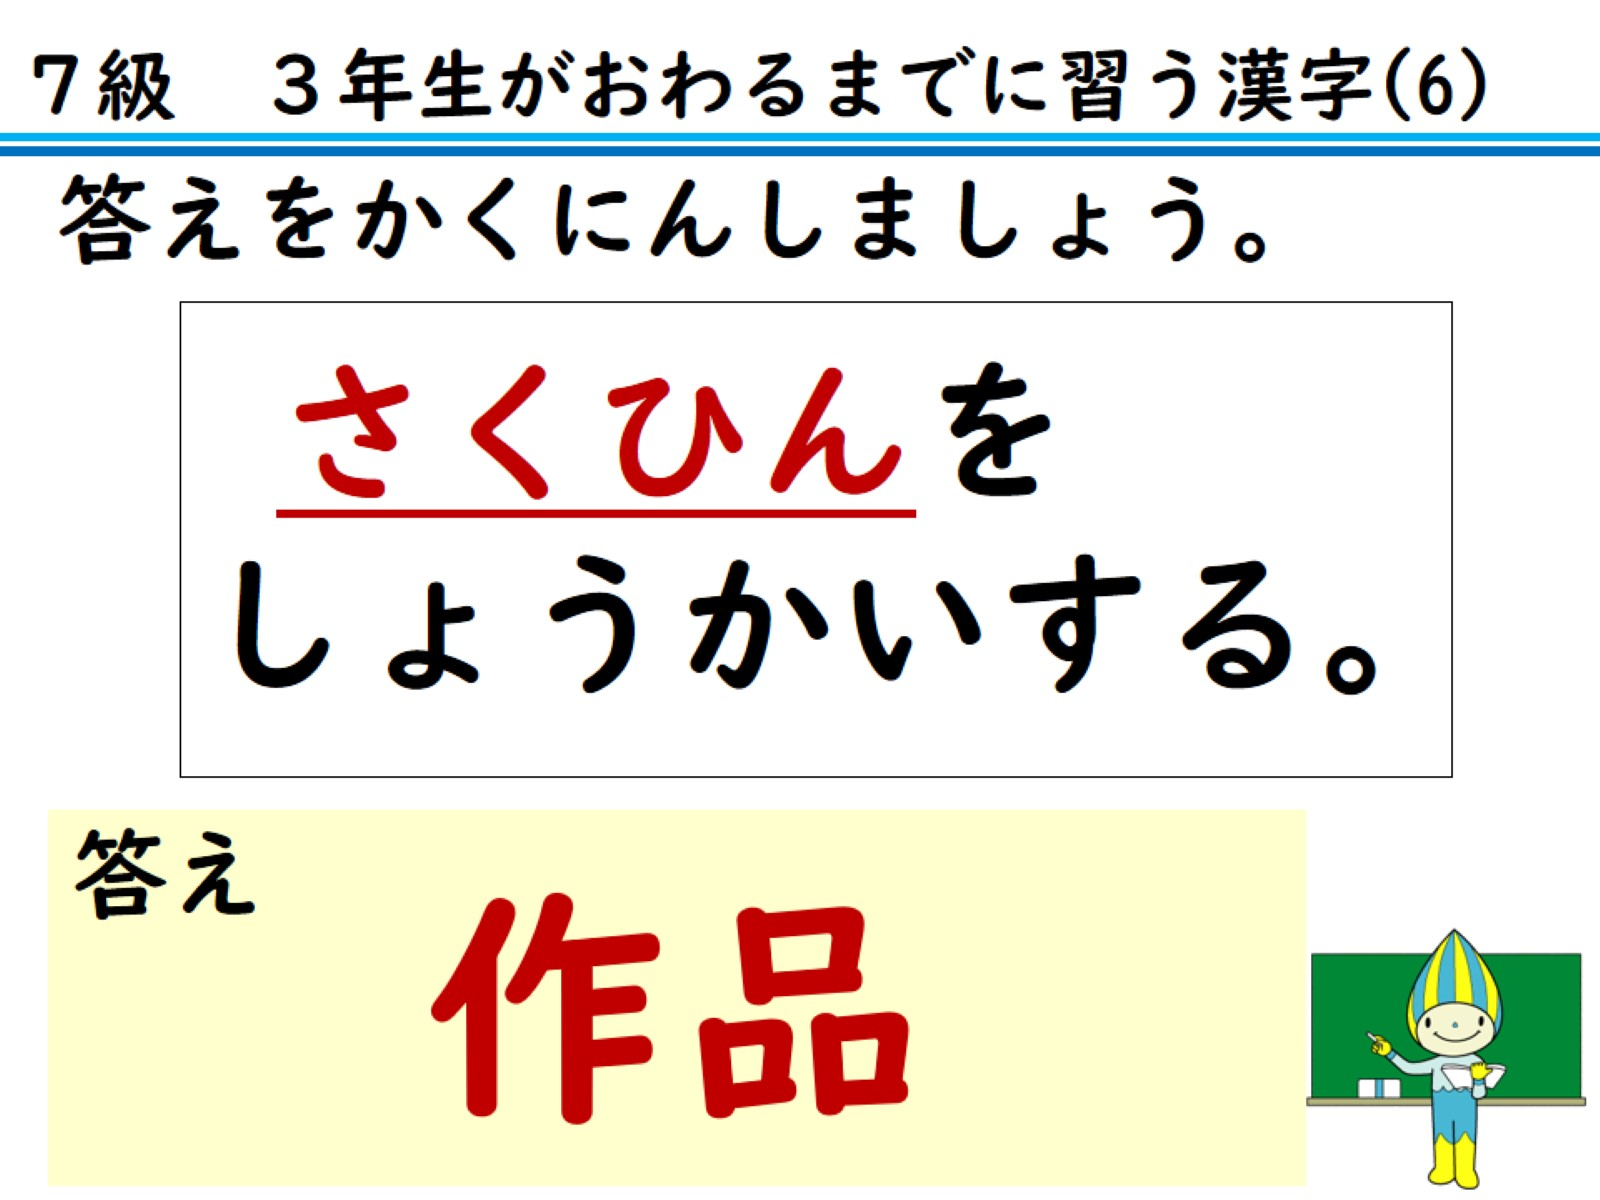 ７級　３年生がおわるまでに習う漢字(6)
答えをかくにんしましょう。
さくひんを
しょうかいする。
答え
作品